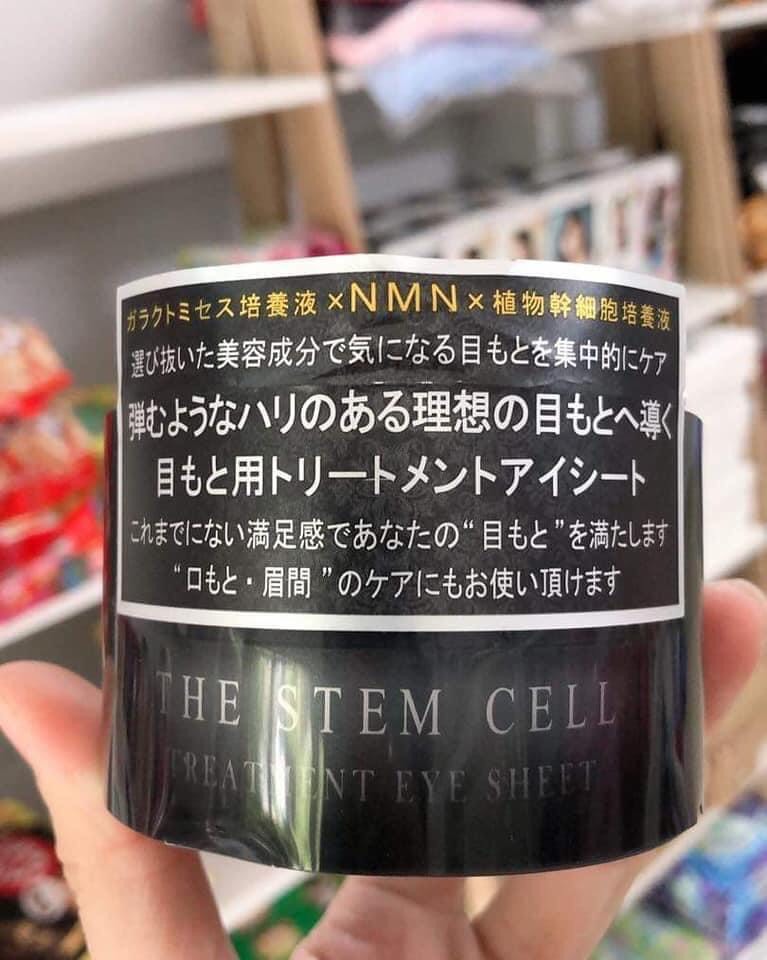 ガラクトミセス培養液×NMN×植物幹細胞培養液
選び抜いた美容成分で気になる目もとを集中的にケア
弾むようなハリのある理想の目もとへ導く
目もと用トリートメントアイシート
これまでにない満足感であなたの“目もと”を満たします
“口もと・眉間”のケアにもお使い頂けます
THE STEM CELL
TREATMENT EYE SHEET